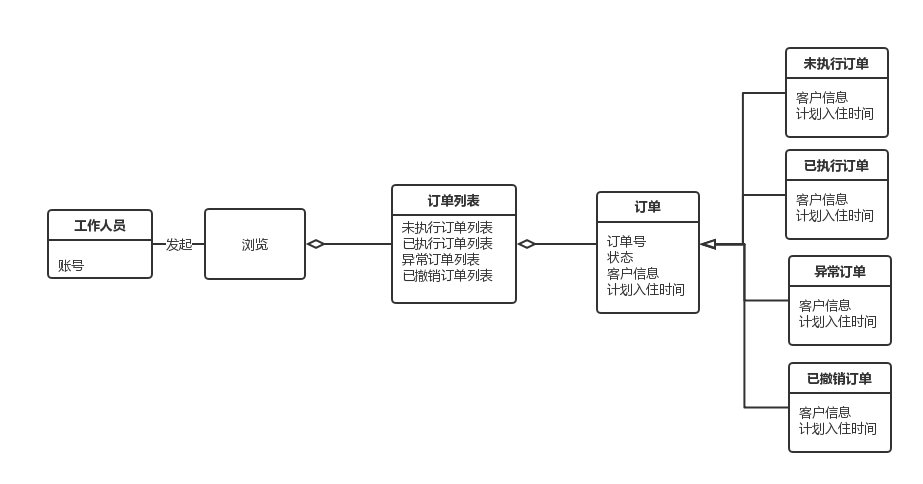 工作人员
账号
发起
浏览
订单列表
未执行订单列表
已执行订单列表
异常订单列表
已撤销订单列表
订单
订单号
状态
客户信息
计划入住时间
未执行订单
客户信息
计划入住时间
已执行订单
客户信息
计划入住时间
异常订单
客户信息
计划入住时间
已撤销订单
客户信息
计划入住时间